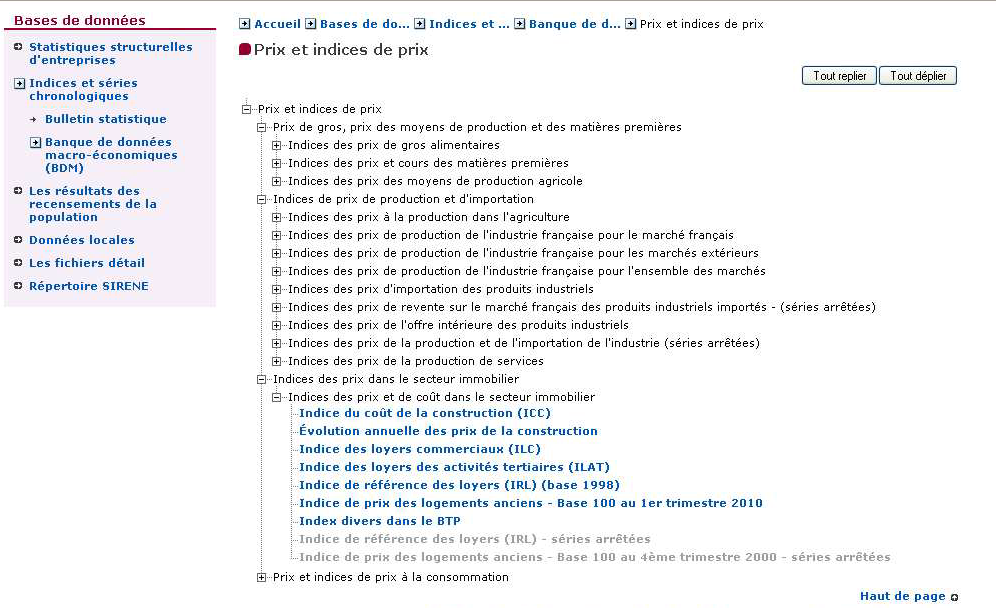 Bases de données
Statistiques structurelles
d'entreprises
Indices et séries
chronologiques
Bulletin statistique
Banque de données
macro-économiques
(BDM)
Les résultats des
recensements de la
population
Données locales
Les fichiers détail
Répertoire SIRENE
Accueil Bases de do... Indices et ... Banque de d... Prix et indices de prix
Prix et indices de prix
Tout replier Tout déplier
Prix et indices de prix
Prix de gros, prix des moyens de production et des matières premières
Indices des prix de gros alimentaires
Indices des prix et cours des matières premières
Indices des prix des moyens de production agricole
Indices de prix de production et d'importation
Indices des prix à la production dans l'agriculture
Indices des prix de production de l'industrie française pour le marché français
Indices des prix de production de l'industrie française pour les marchés extérieurs
Indices des prix de production de l'industrie française pour l'ensemble des marchés
Indices des prix d'importation des produits industriels
Indices des prix de revente sur le marché français des produits industriels importés - (séries arrêtées)
Indices des prix de l'offre intérieure des produits industriels
Indices des prix de la production et de l'importation de l'industrie (séries arrêtées)
Indices des prix de la production de services
Indices des prix dans le secteur immobilier
Indices des prix et de coût dans le secteur immobilier
Indice du coût de la construction (ICC)
Évolution annuelle des prix de la construction
Indice des loyers commerciaux (ILC)
Indice des loyers des activités tertiaires (ILAT)
Indice de référence des loyers (IRL) (base 1998)
Indice de prix des logements anciens - Base 100 au 1er trimestre 2010
Index divers dans le BTP
Indice de référence des loyers (IRL) - séries arrêtées
Indice de prix des logements anciens - Base 100 au 4ème trimestre 2000 - séries arrêtées
Prix et indices de prix à la consommation
Haut de page